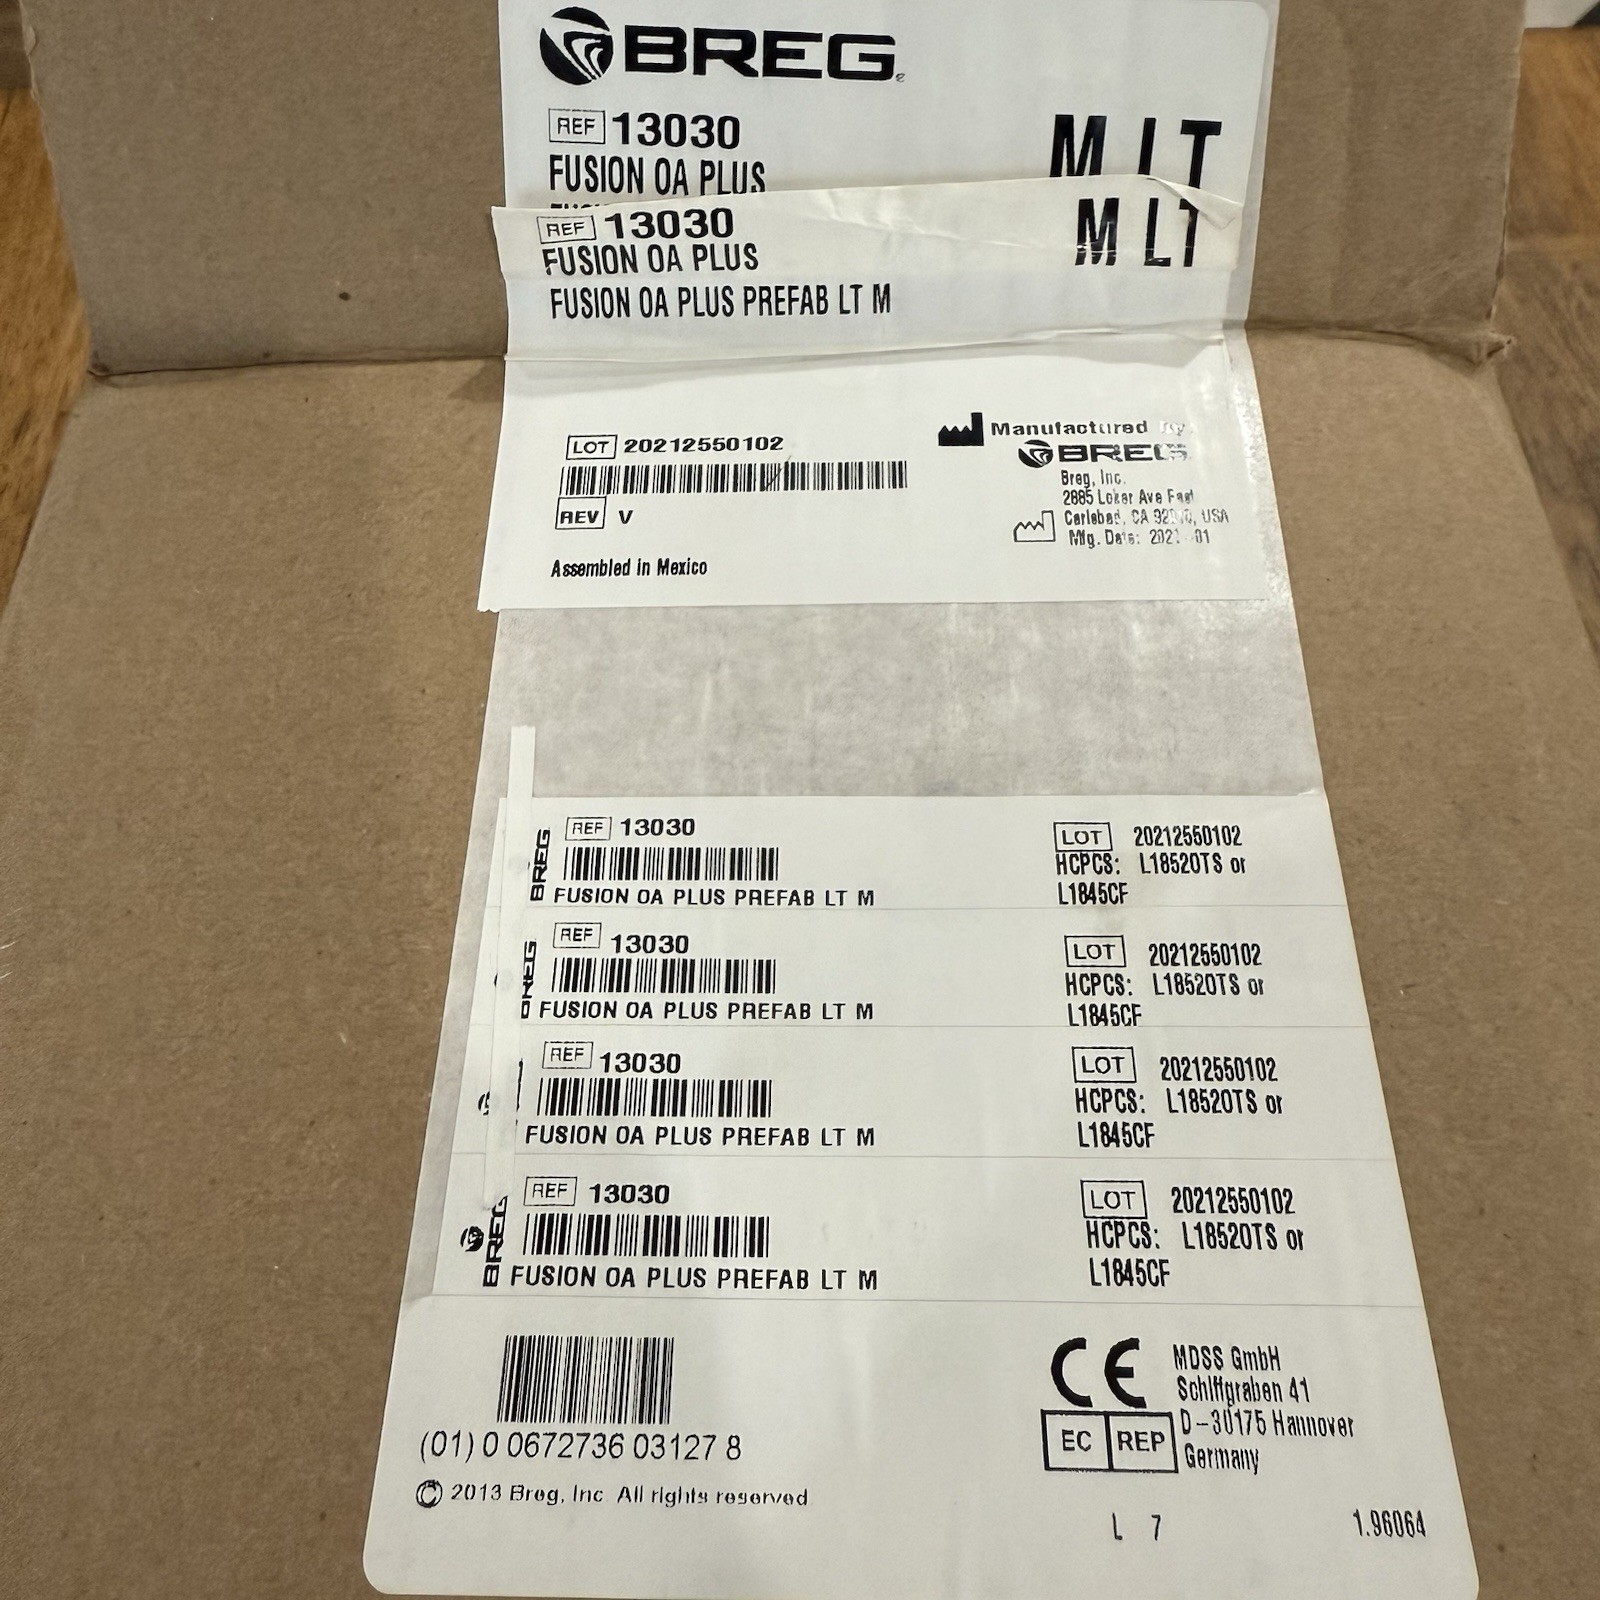 BREG
REF 13030
M LT
FUSION OA PLUS
REF 13030
M LT
FUSION OA PLUS
FUSION OA PLUS PREFAB LT M
LOT 20212550102
REV V
Assembled in Mexico
Manufactured by:
BREG
Breg, Inc.
2885 Loker Ave East
Carlsbad, CA USA
Mfg. Date:
BREG
REF 13030
FUSION OA PLUS PREFAB LT M
LOT 20212550102
HCPCS: L1852OTS or
L1845CF
BREG
REF 13030
FUSION OA PLUS PREFAB LT M
LOT 20212550102
HCPCS: L1852OTS or
L1845CF
REF 13030
FUSION OA PLUS PREFAB LT M
LOT 20212550102
HCPCS: L1852OTS or
L1845CF
BREG
REF 13030
FUSION OA PLUS PREFAB LT M
LOT 20212550102
HCPCS: L1852OTS or
L1845CF
(01) 0 0672736 03127 8
© 2013 Breg, Inc. All rights reserved
CE
EC REP
MDSS GmbH
Schiffgraben 41
D-30175 Hannover
Germany
L 7
1.96064